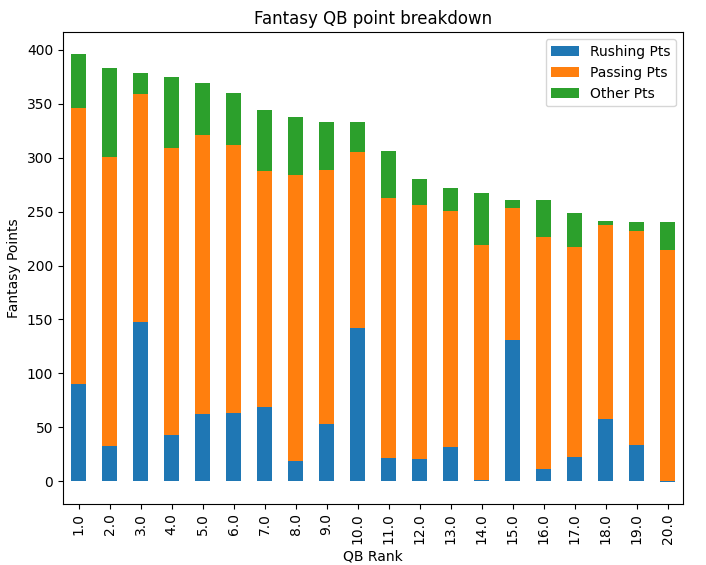 Fantasy QB point breakdown
Rushing Pts
Passing Pts
Other Pts
400
350
300
250
200
150
100
50
0
Fantasy Points
1.0 2.0 3.0 4.0 5.0 6.0 7.0 8.0 9.0 10.0 11.0 12.0 13.0 14.0 15.0 16.0 17.0 18.0 19.0 20.0
QB Rank